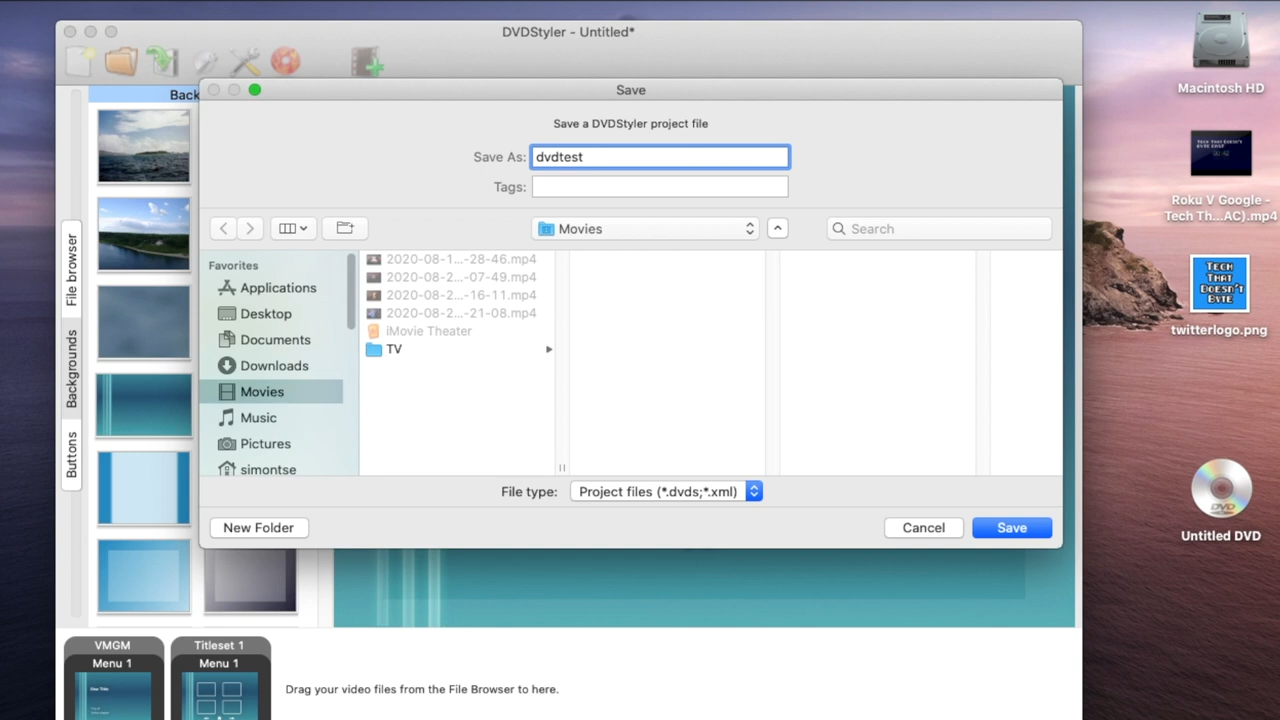 DVDStyler - Untitled*
Back
Save
Save a DVDStyler project file
Save As: dvdtest
Tags:
Movies
Search
Favorites
Applications
Desktop
Documents
Downloads
Movies
Music
Pictures
simontse
2020-08-1...-28-46.mp4
2020-08-2...-07-49.mp4
2020-08-2...-16-11.mp4
2020-08-2...-21-08.mp4
iMovie Theater
TV
File type: Project files (*.dvds;*.xml)
New Folder
Cancel
Save
File browser
Backgrounds
Buttons
VMGM
Menu 1
Titleset 1
Menu 1
Drag your video files from the File Browser to here.
Macintosh HD
Roku V Google -
Tech Th...AC).mp4
TECH
THAT
DOESN'T
BYTE
twitterlogo.png
DVD
Untitled DVD